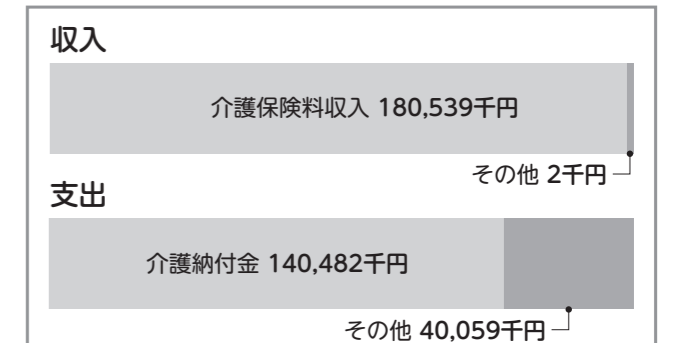 収入
介護保険料収入 180,539千円
その他 2千円
支出
介護納付金 140,482千円
その他 40,059千円